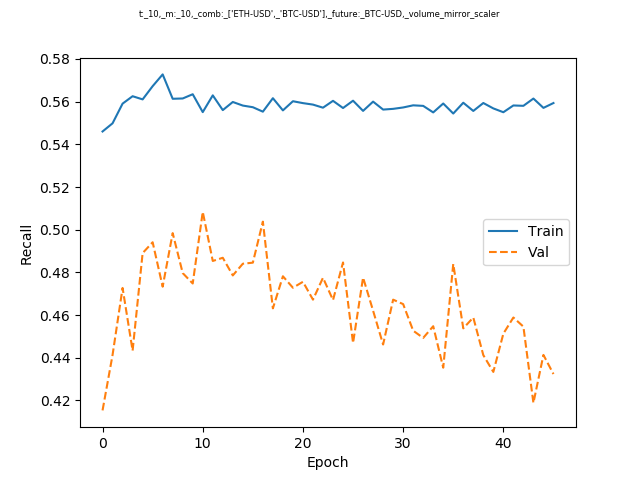 t:_10,_m:_10,_comb:_['ETH-USD',_'BTC-USD'],_future:_BTC-USD,_volume_mirror_scaler
0.58
0.56
0.54
0.52
0.50
0.48
0.46
0.44
0.42
Recall
Train
Val
0 10 20 30 40
Epoch